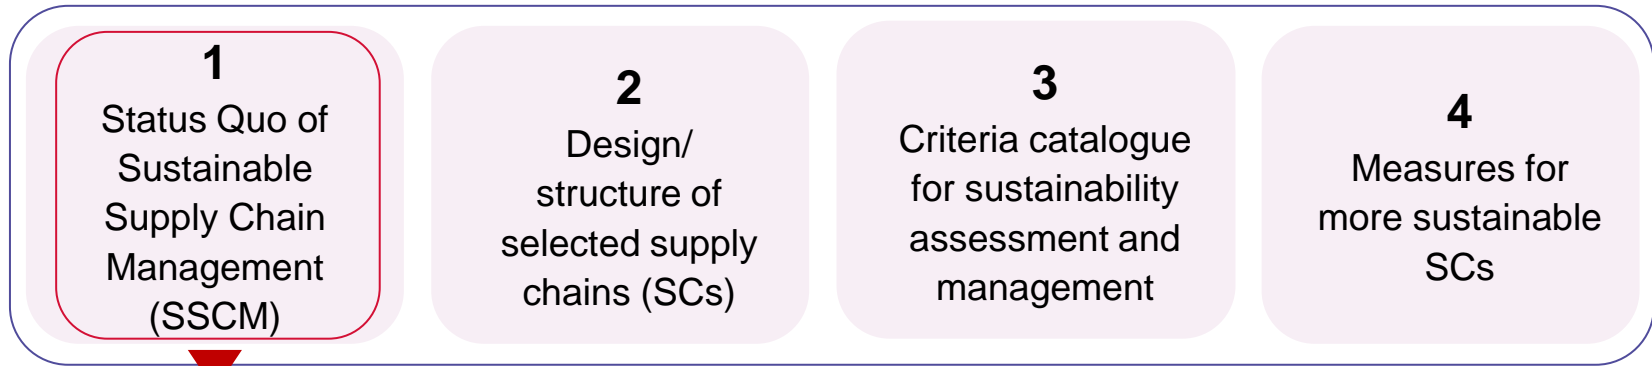 1
Status Quo of
Sustainable
Supply Chain
Management
(SSCM)
2
Design/
structure of
selected supply
chains (SCs)
3
Criteria catalogue
for sustainability
assessment and
management
4
Measures for
more sustainable
SCs